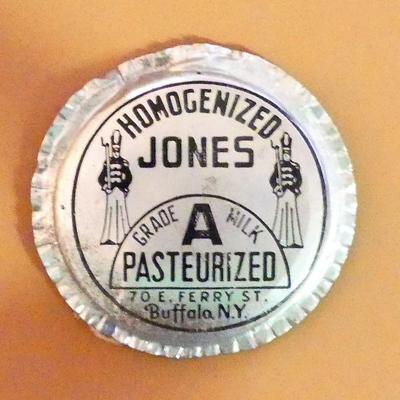 HOMOGENIZED
JONES
GRADE A MILK
PASTEURIZED
70 E. FERRY ST.
Buffalo N.Y.